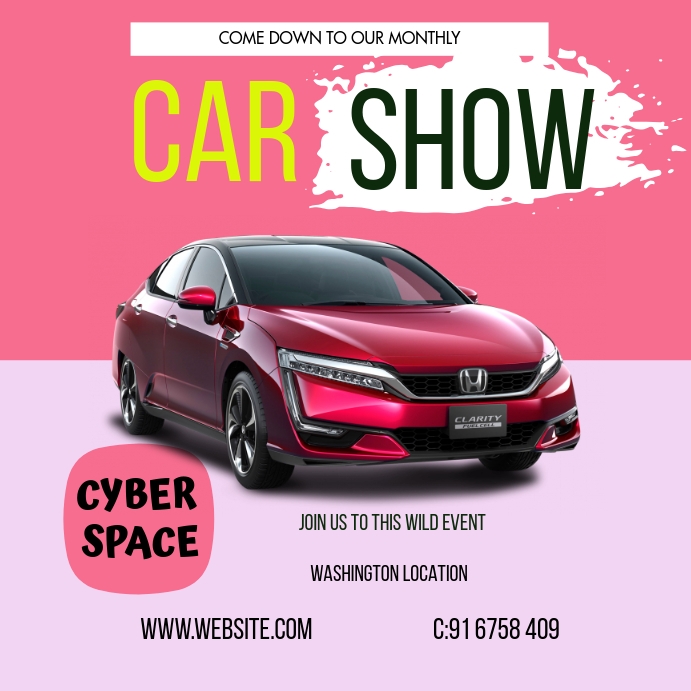 COME DOWN TO OUR MONTHLY
CAR SHOW
CLARITY
FUEL CELL
CYBER
SPACE
JOIN US TO THIS WILD EVENT
WASHINGTON LOCATION
WWW.WEBSITE.COM
C:91 6758 409